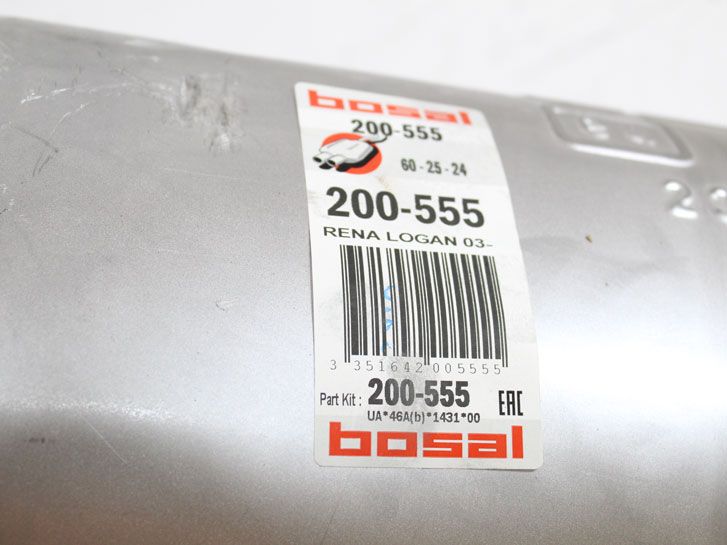 bosal
200-555
60-25-24
200-555
RENA LOGAN 03-
3 351642 005555
Part Kit : 200-555
UA*46A(b)*1431*00
EAC
bosal